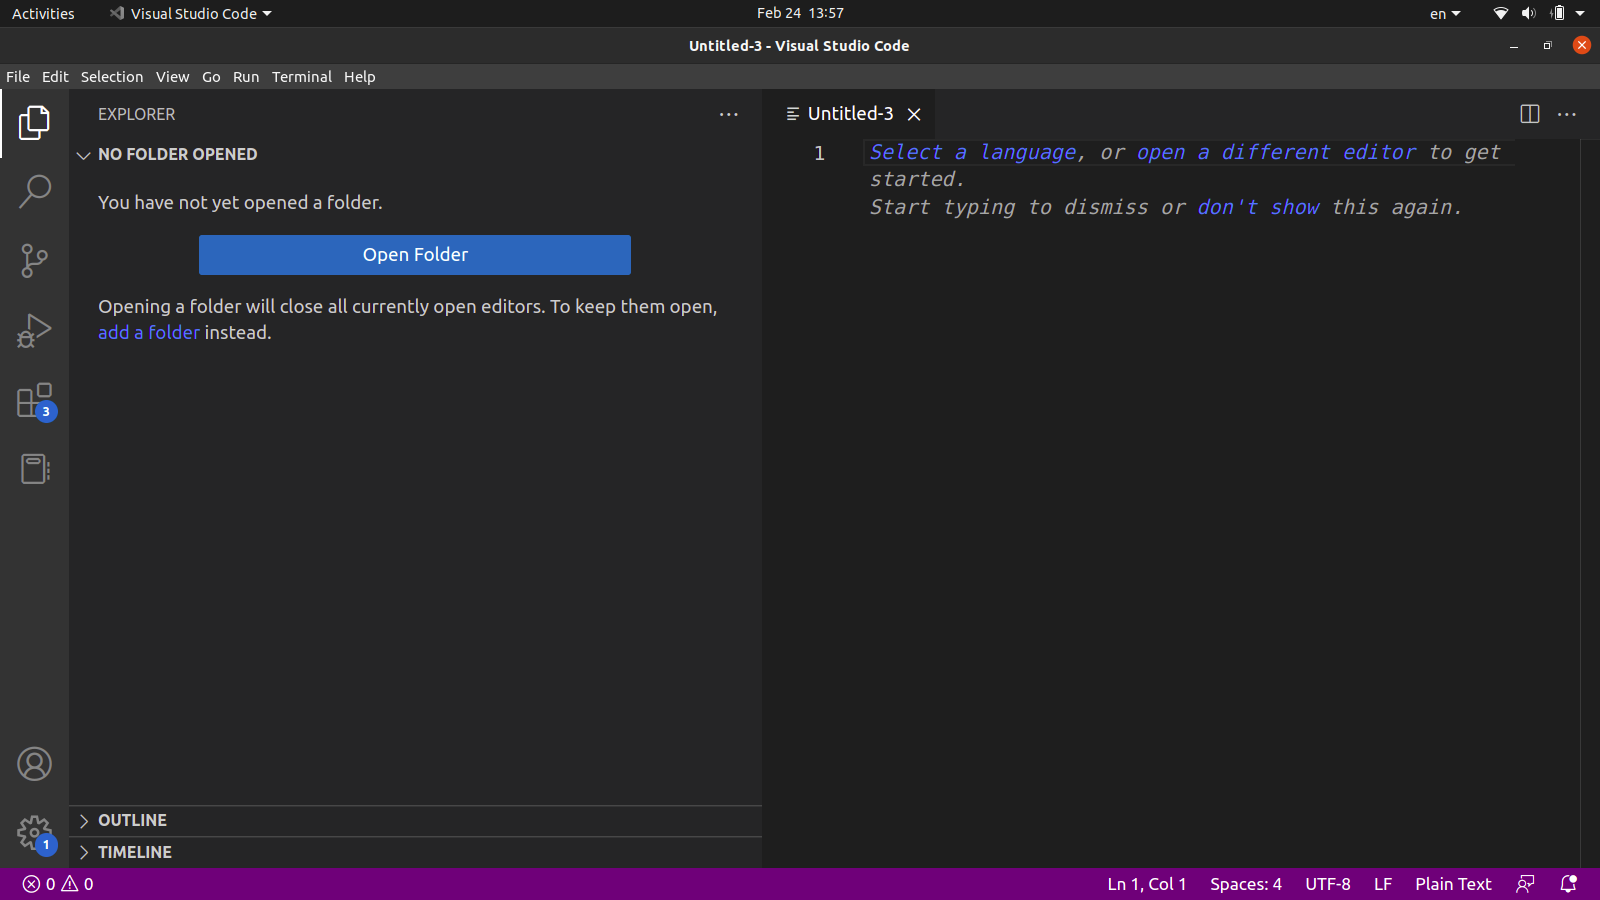 Activities Visual Studio Code Feb 24 13:57 en
Untitled-3 - Visual Studio Code
File Edit Selection View Go Run Terminal Help
EXPLORER
NO FOLDER OPENED
You have not yet opened a folder.
Open Folder
Opening a folder will close all currently open editors. To keep them open,
add a folder instead.
3
1
OUTLINE
TIMELINE
Untitled-3
1 Select a language, or open a different editor to get
started.
Start typing to dismiss or don't show this again.
0 0 Ln 1, Col 1 Spaces: 4 UTF-8 LF Plain Text